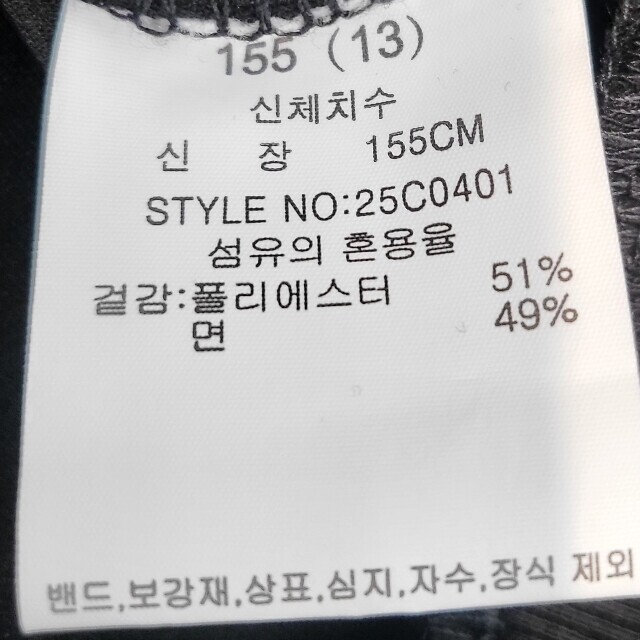 155 (13)
신체치수
신 장 155CM
STYLE NO:25C0401
섬유의 혼용율
겉감:폴리에스터 51%
면 49%
밴드,보강재,상표,심지,자수,장식 제외